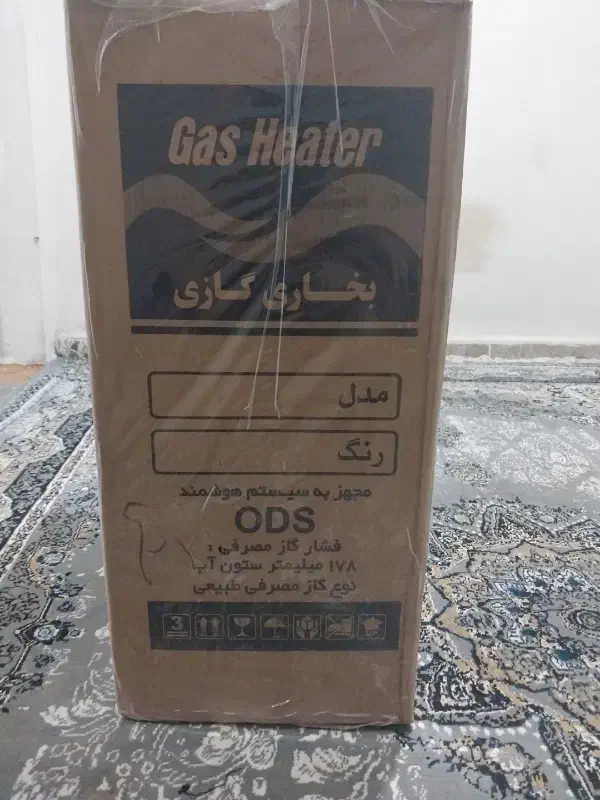 Gas Heater
بخاری گازی
مدل
رنگ
مجهز به سیستم هوشمند
ODS
فشار گاز مصرفی :
۱۷۸ میلیمتر ستون آب
نوع گاز مصرفی طبیعی
3